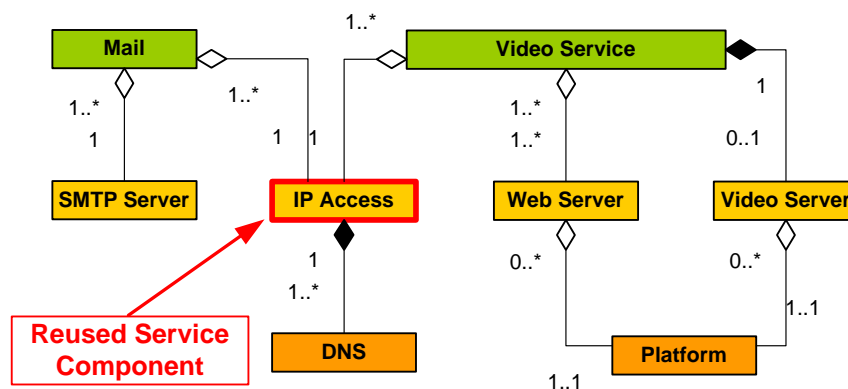 1..*
Mail
Video Service
1..*
1..*
1..*
1
1
1
1
1..*
0..1
SMTP Server
IP Access
Web Server
Video Server
1
0..*
0..*
1..*
1..1
Reused Service
Component
DNS
Platform
1..1